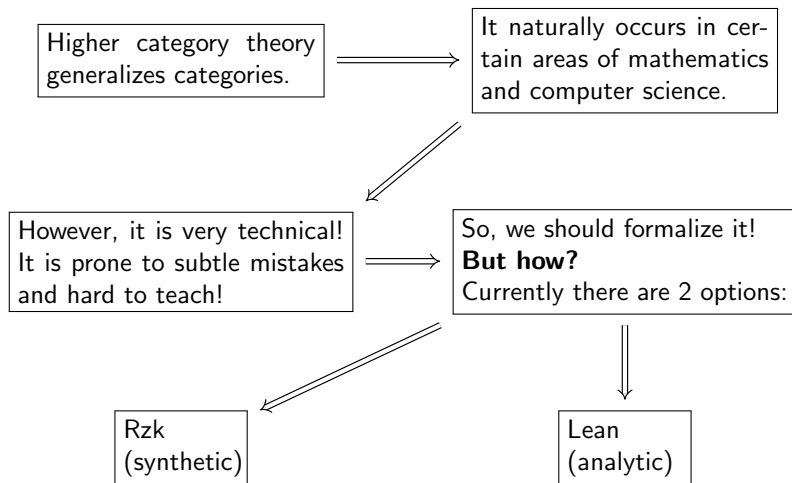 Higher category theory
generalizes categories.
It naturally occurs in cer-
tain areas of mathematics
and computer science.
However, it is very technical!
It is prone to subtle mistakes
and hard to teach!
So, we should formalize it!
But how?
Currently there are 2 options:
Rzk
(synthetic)
Lean
(analytic)